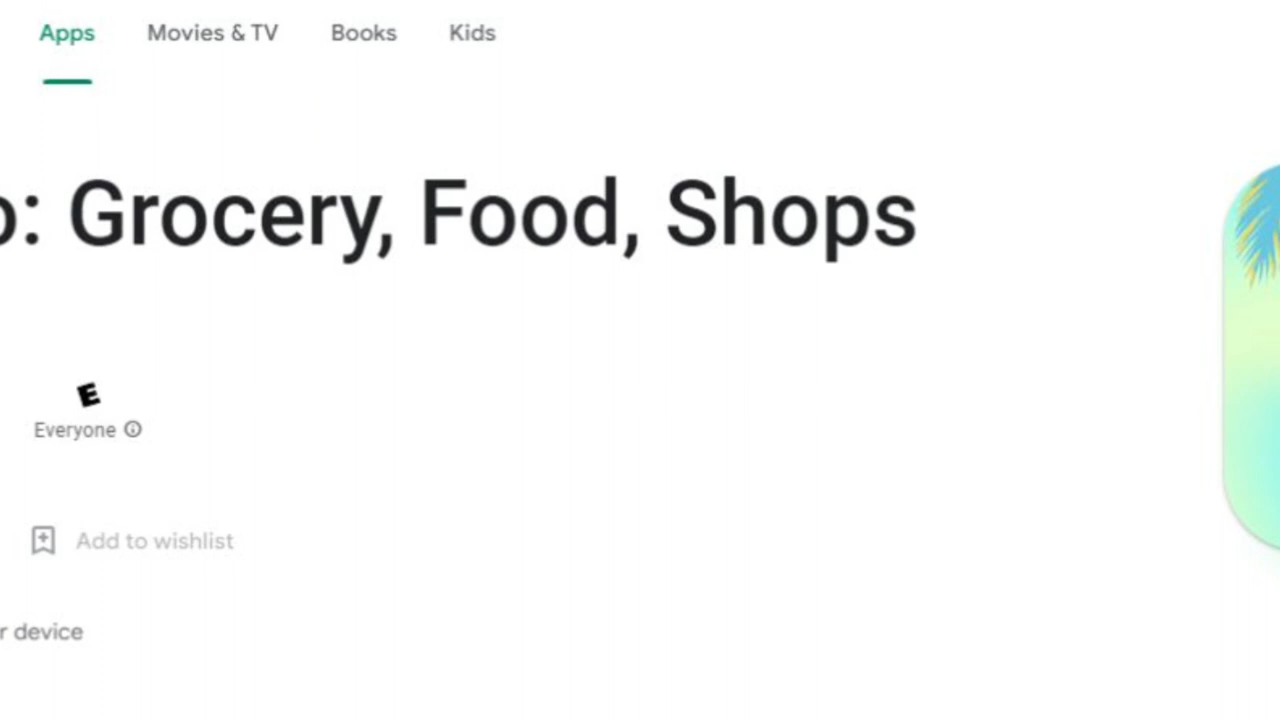 Apps Movies & TV Books Kids
o: Grocery, Food, Shops
E
Everyone
Add to wishlist
r device